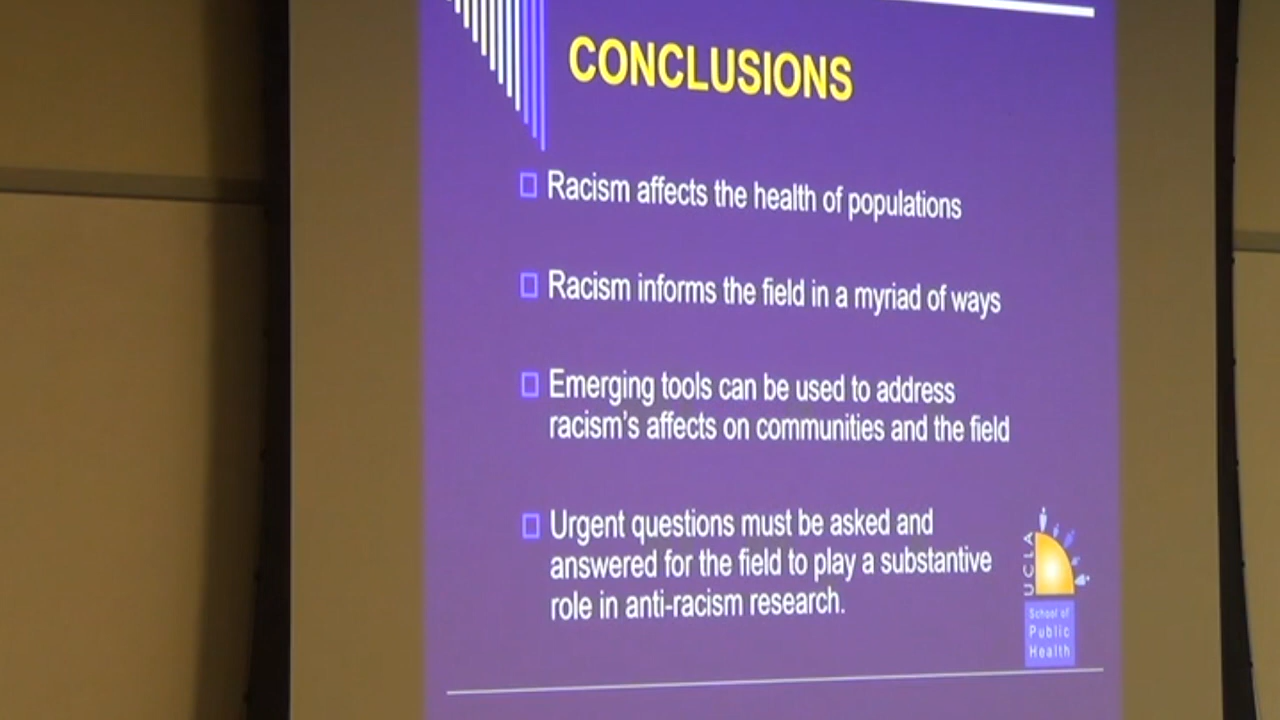 CONCLUSIONS
Racism affects the health of populations
Racism informs the field in a myriad of ways
Emerging tools can be used to address
racism's affects on communities and the field
Urgent questions must be asked and
answered for the field to play a substantive
role in anti-racism research.
UCLA
School of
Public
Health